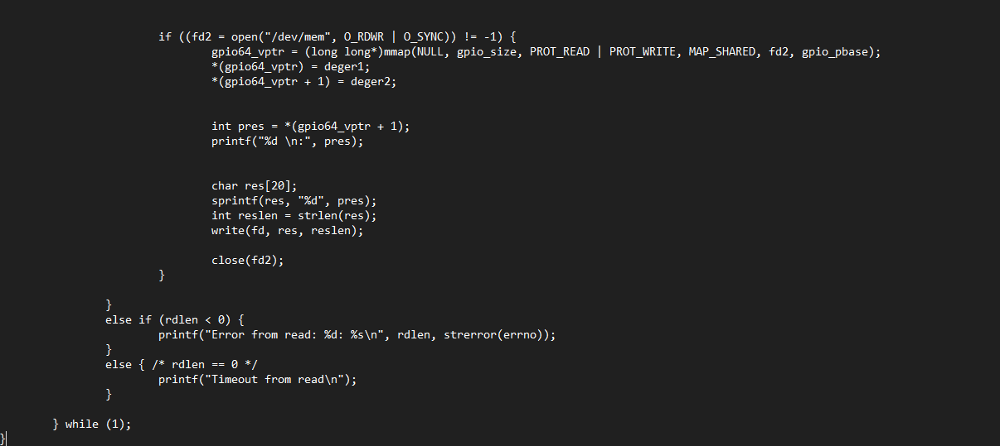 if ((fd2 = open("/dev/mem", O_RDWR | O_SYNC)) != -1) {
gpio64_vptr = (long long*)mmap(NULL, gpio_size, PROT_READ | PROT_WRITE, MAP_SHARED, fd2, gpio_pbase);
*(gpio64_vptr) = deger1;
*(gpio64_vptr + 1) = deger2;
int pres = *(gpio64_vptr + 1);
printf("%d \n:", pres);
char res[20];
sprintf(res, "%d", pres);
int reslen = strlen(res);
write(fd, res, reslen);
close(fd2);
}
}
else if (rdlen < 0) {
printf("Error from read: %d: %s\n", rdlen, strerror(errno));
}
else { /* rdlen == 0 */
printf("Timeout from read\n");
}
} while (1);
}